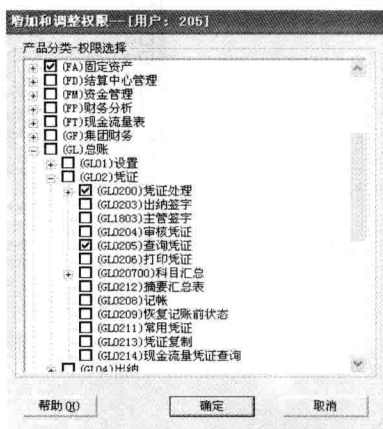 增加和调整权限--[用户: 205]
产品分类-权限选择
(FA)固定资产
(FD)结算中心管理
(FM)资金管理
(FP)财务分析
(FT)现金流量表
(GF)集团财务
(GL)总账
(GL01)设置
(GL02)凭证
(GL0200)凭证处理
(GL0203)出纳签字
(GL1803)主管签字
(GL0204)审核凭证
(GL0205)查询凭证
(GL0206)打印凭证
(GL020700)科目汇总
(GL0212)摘要汇总表
(GL0208)记帐
(GL0209)恢复记账前状态
(GL0211)常用凭证
(GL0213)凭证复制
(GL0214)现金流量凭证查询
(GL04)出纳
帮助(H) 确定 取消